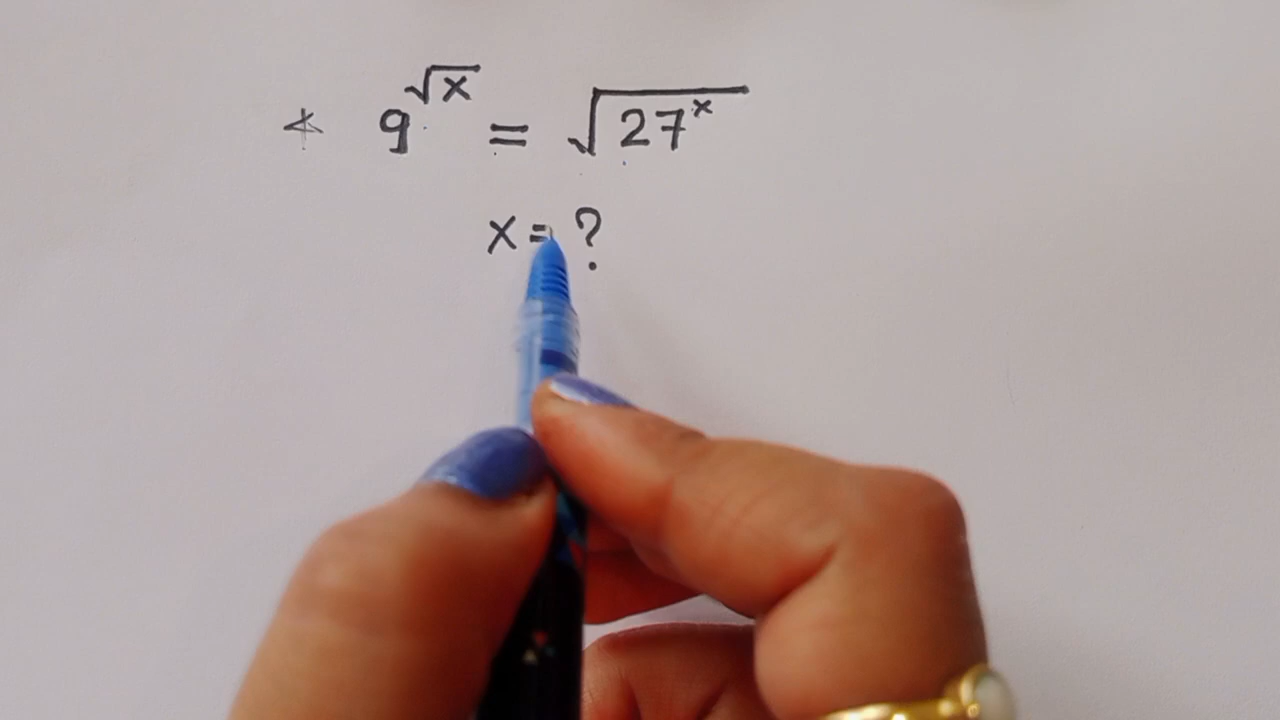 * 9^√x = √27^x
x = ?